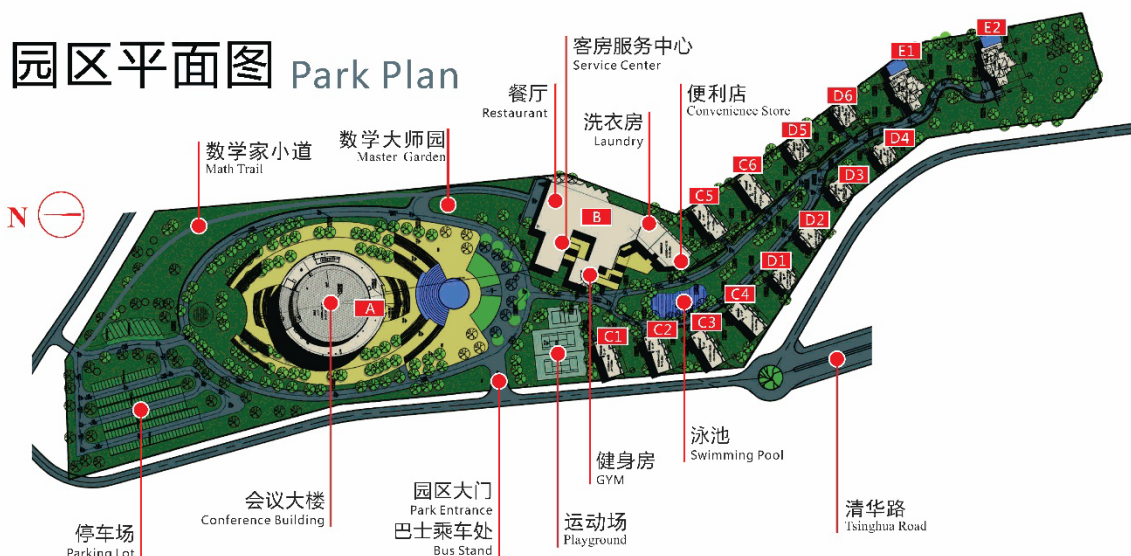 园区平面图 Park Plan
客房服务中心
Service Center
餐厅
Restaurant
洗衣房
Laundry
便利店
Convenience Store
数学家小道
Math Trail
数学大师园
Master Garden
N
E1
E2
D6
D5
D4
C6
D3
C5
D2
B
D1
A
C4
C1
C2
C3
泳池
Swimming Pool
健身房
GYM
会议大楼
Conference Building
园区大门
Park Entrance
巴士乘车处
Bus Stand
运动场
Playground
清华路
Tsinghua Road
停车场
Parking Lot